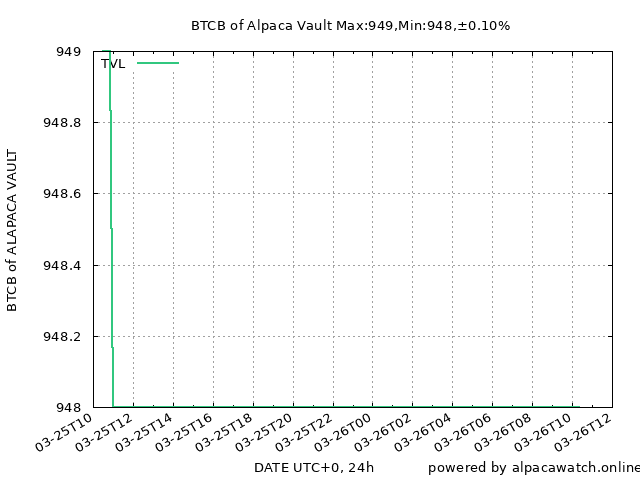 BTCB of Alpaca Vault Max:949,Min:948,±0.10%
TVL
949
948.8
948.6
948.4
948.2
948
BTCB of ALAPACA VAULT
03-25T10
03-25T12
03-25T14
03-25T16
03-25T18
03-25T20
03-25T22
03-26T00
03-26T02
03-26T04
03-26T06
03-26T08
03-26T10
03-26T12
DATE UTC+0, 24h
powered by alpacawatch.online